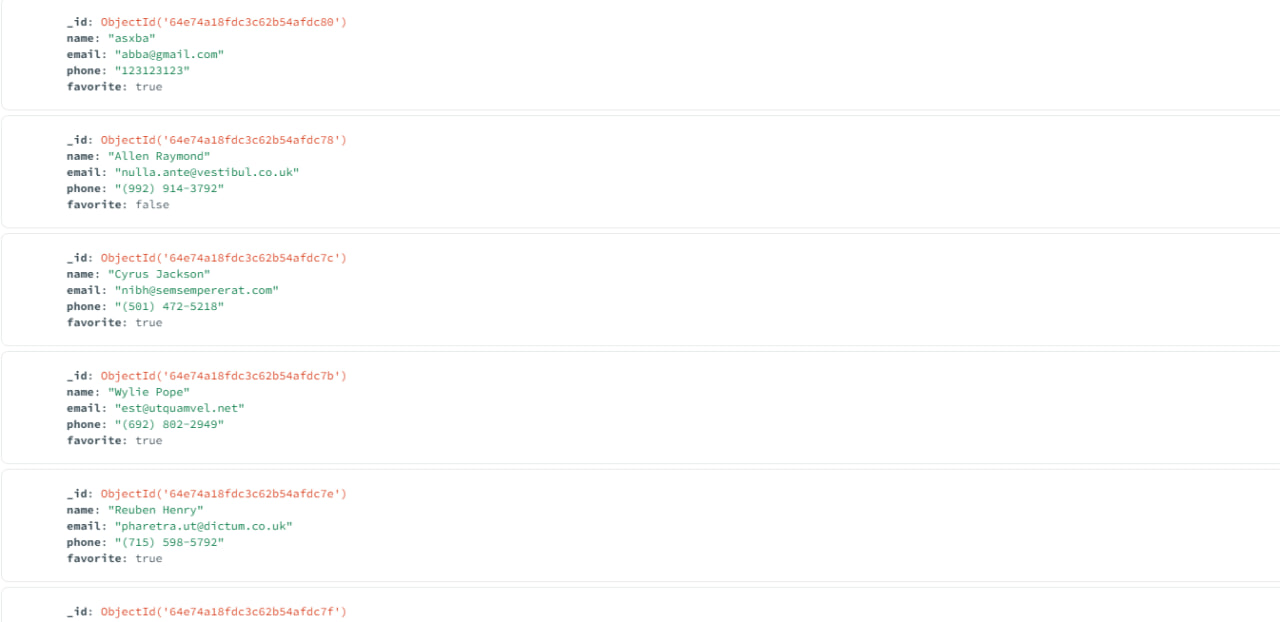 _id: ObjectId('64e74a18fdc3c62b54afdc80')
name: "asxba"
email: "abba@gmail.com"
phone: "123123123"
favorite: true
_id: ObjectId('64e74a18fdc3c62b54afdc78')
name: "Allen Raymond"
email: "nulla.ante@vestibul.co.uk"
phone: "(992) 914-3792"
favorite: false
_id: ObjectId('64e74a18fdc3c62b54afdc7c')
name: "Cyrus Jackson"
email: "nibh@semsempererat.com"
phone: "(501) 472-5218"
favorite: true
_id: ObjectId('64e74a18fdc3c62b54afdc7b')
name: "Wylie Pope"
email: "est@utquamvel.net"
phone: "(692) 802-2949"
favorite: true
_id: ObjectId('64e74a18fdc3c62b54afdc7e')
name: "Reuben Henry"
email: "pharetra.ut@dictum.co.uk"
phone: "(715) 598-5792"
favorite: true
_id: ObjectId('64e74a18fdc3c62b54afdc7f')